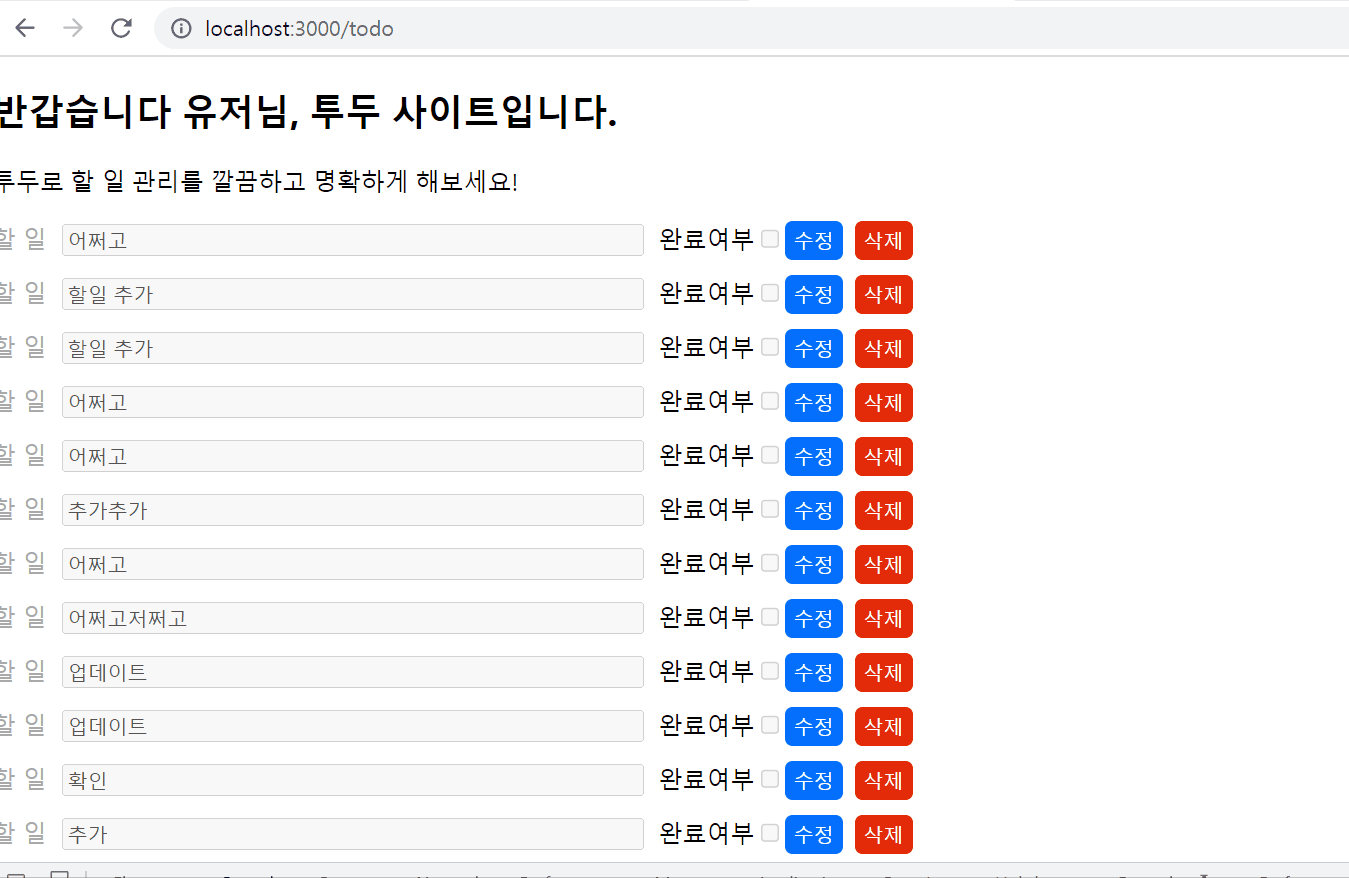 localhost:3000/todo
반갑습니다 유저님, 투두 사이트입니다.
투두로 할 일 관리를 깔끔하고 명확하게 해보세요!
할 일 어쩌고 완료여부 수정 삭제
할 일 할일 추가 완료여부 수정 삭제
할 일 할일 추가 완료여부 수정 삭제
할 일 어쩌고 완료여부 수정 삭제
할 일 어쩌고 완료여부 수정 삭제
할 일 추가추가 완료여부 수정 삭제
할 일 어쩌고 완료여부 수정 삭제
할 일 어쩌고저쩌고 완료여부 수정 삭제
할 일 업데이트 완료여부 수정 삭제
할 일 업데이트 완료여부 수정 삭제
할 일 확인 완료여부 수정 삭제
할 일 추가 완료여부 수정 삭제